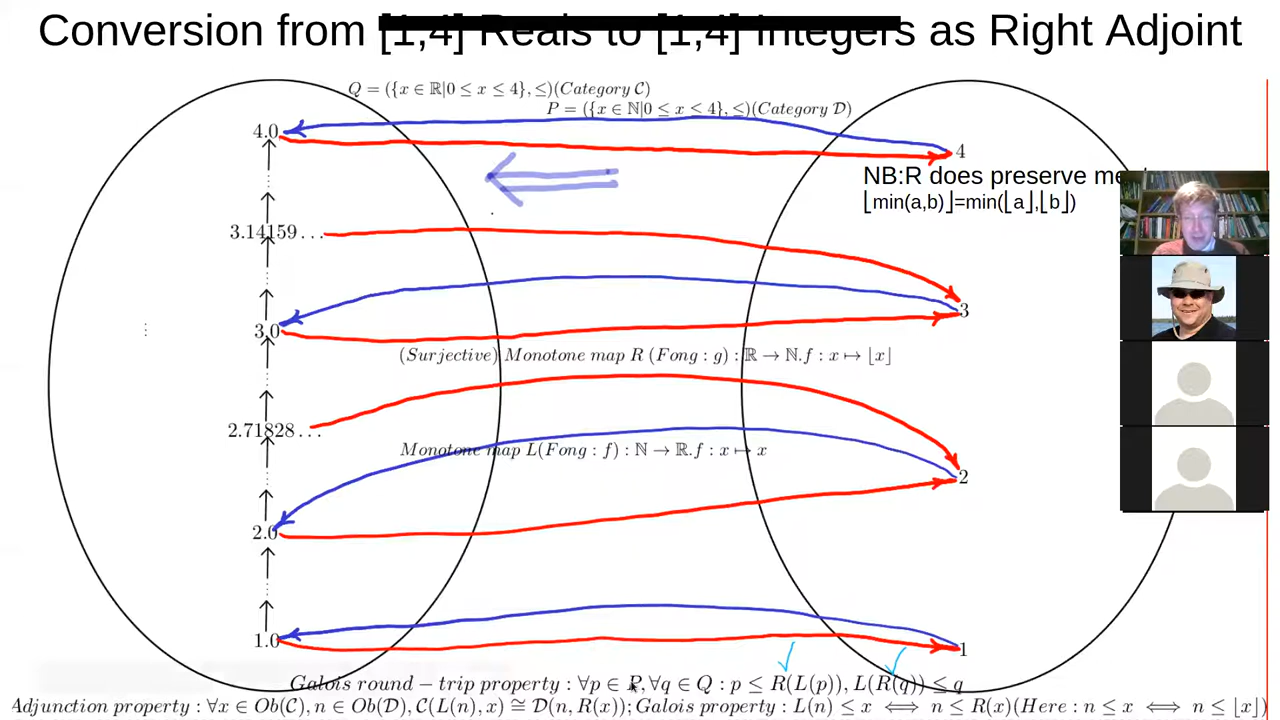 Conversion from [1,4] Reals to [1,4] Integers as Right Adjoint
Q = ({x ∈ ℝ|0 ≤ x ≤ 4}, ≤)(Category 𝒞)
P = ({x ∈ ℕ|0 ≤ x ≤ 4}, ≤)(Category 𝒟)
4.0
4
NB:R does preserve me
⌊min(a,b)⌋=min(⌊a⌋,⌊b⌋)
3.14159...
3
3.0
(Surjective) Monotone map R (Fong : g) : ℝ → ℕ.f : x ↦ ⌊x⌋
2.71828...
Monotone map L(Fong : f) : ℕ → ℝ.f : x ↦ x
2
2.0
1.0
1
Galois round − trip property : ∀p ∈ P, ∀q ∈ Q : p ≤ R(L(p)), L(R(q)) ≤ q
Adjunction property : ∀x ∈ Ob(𝒞), n ∈ Ob(𝒟), 𝒞(L(n), x) ≅ 𝒟(n, R(x)); Galois property : L(n) ≤ x ⟺ n ≤ R(x)(Here : n ≤ x ⟺ n ≤ ⌊x⌋)